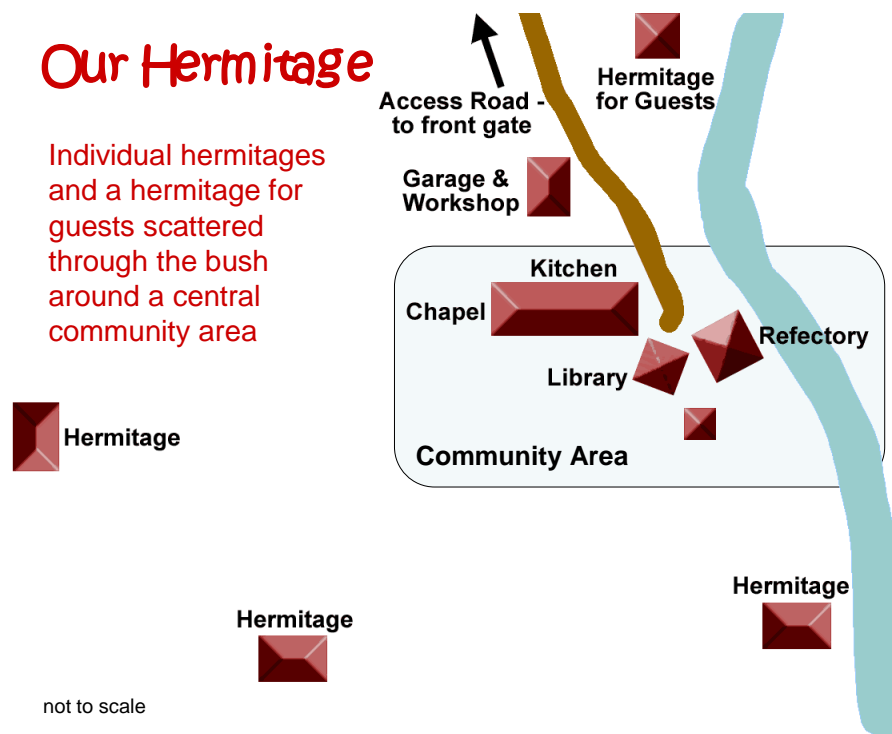 Our Hermitage
Individual hermitages
and a hermitage for
guests scattered
through the bush
around a central
community area
Access Road -
to front gate
Hermitage
for Guests
Garage &
Workshop
Kitchen
Chapel
Refectory
Library
Community Area
Hermitage
Hermitage
Hermitage
not to scale